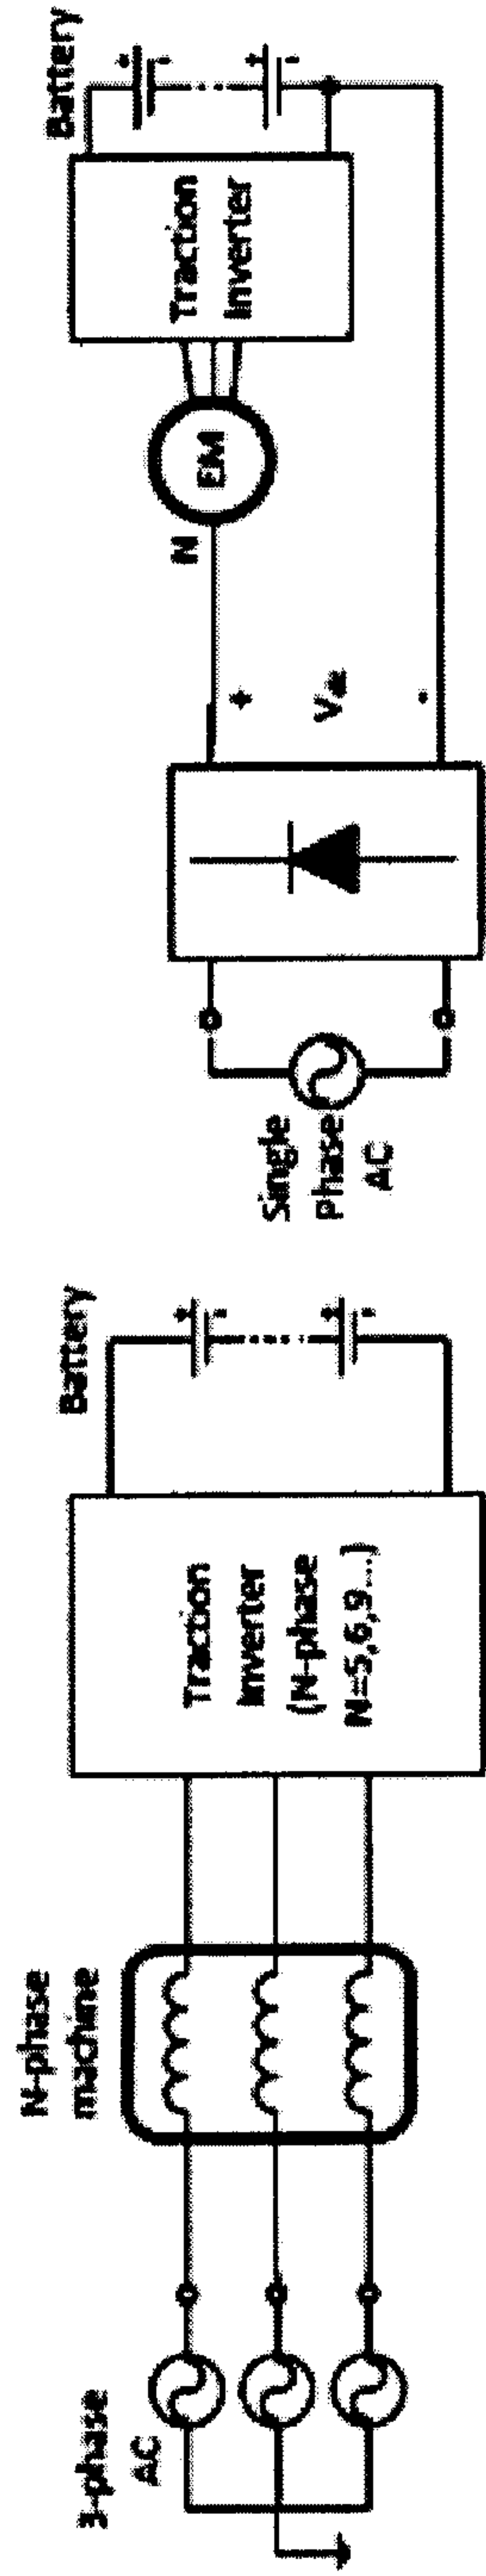 3-phase
AC
N-phase
machine
Traction
Inverter
(N-phase
N=5,6,9...)
Battery
+
-
+
-
Single
Phase
AC
+
-
N
EM
Traction
Inverter
Battery
+
-
+
-